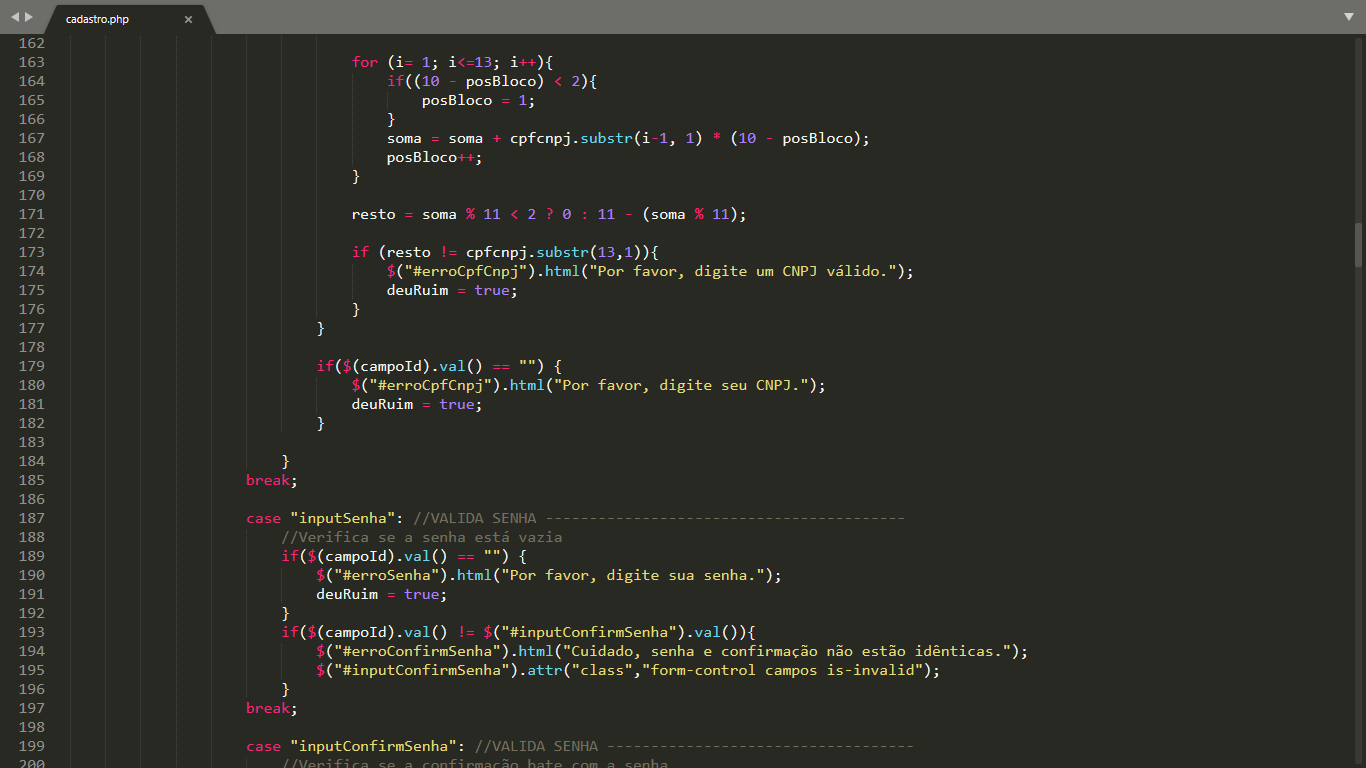 cadastro.php
162
163 for (i= 1; i<=13; i++){
164 if((10 - posBloco) < 2){
165 posBloco = 1;
166 }
167 soma = soma + cpfcnpj.substr(i-1, 1) * (10 - posBloco);
168 posBloco++;
169 }
170
171 resto = soma % 11 < 2 ? 0 : 11 - (soma % 11);
172
173 if (resto != cpfcnpj.substr(13,1)){
174 $("#erroCpfCnpj").html("Por favor, digite um CNPJ válido.");
175 deuRuim = true;
176 }
177 }
178
179 if($(campoId).val() == "") {
180 $("#erroCpfCnpj").html("Por favor, digite seu CNPJ.");
181 deuRuim = true;
182 }
183
184 }
185 break;
186
187 case "inputSenha": //VALIDA SENHA -----------------------------------------
188 //Verifica se a senha está vazia
189 if($(campoId).val() == "") {
190 $("#erroSenha").html("Por favor, digite sua senha.");
191 deuRuim = true;
192 }
193 if($(campoId).val() != $("#inputConfirmSenha").val()){
194 $("#erroConfirmSenha").html("Cuidado, senha e confirmação não estão idênticas.");
195 $("#inputConfirmSenha").attr("class","form-control campos is-invalid");
196 }
197 break;
198
199 case "inputConfirmSenha": //VALIDA SENHA -----------------------------------
200 //Verifica se a confirmação bate com a senha